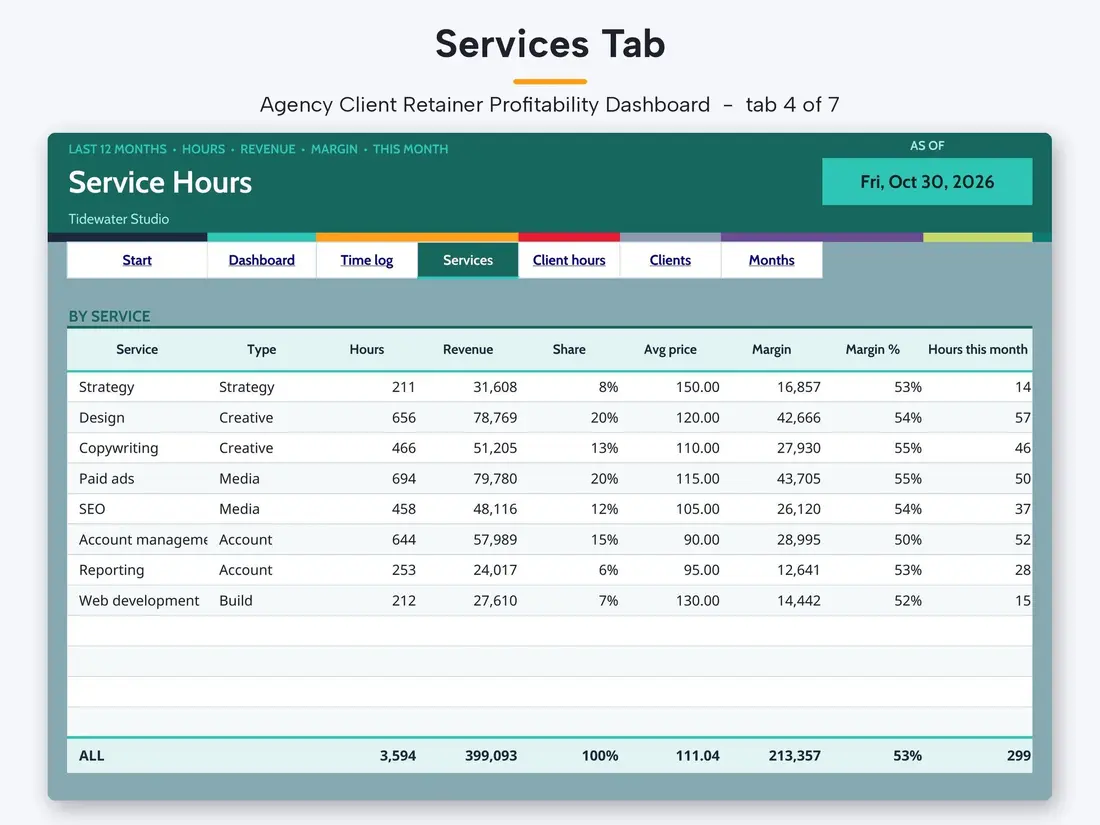 Services Tab
Agency Client Retainer Profitability Dashboard - tab 4 of 7
LAST 12 MONTHS • HOURS • REVENUE • MARGIN • THIS MONTH
AS OF
Service Hours
Fri, Oct 30, 2026
Tidewater Studio
Start Dashboard Time log Services Client hours Clients Months
BY SERVICE
Service Type Hours Revenue Share Avg price Margin Margin % Hours this month
Strategy Strategy 211 31,608 8% 150.00 16,857 53% 14
Design Creative 656 78,769 20% 120.00 42,666 54% 57
Copywriting Creative 466 51,205 13% 110.00 27,930 55% 46
Paid ads Media 694 79,780 20% 115.00 43,705 55% 50
SEO Media 458 48,116 12% 105.00 26,120 54% 37
Account manageme Account 644 57,989 15% 90.00 28,995 50% 52
Reporting Account 253 24,017 6% 95.00 12,641 53% 28
Web development Build 212 27,610 7% 130.00 14,442 52% 15
ALL 3,594 399,093 100% 111.04 213,357 53% 299